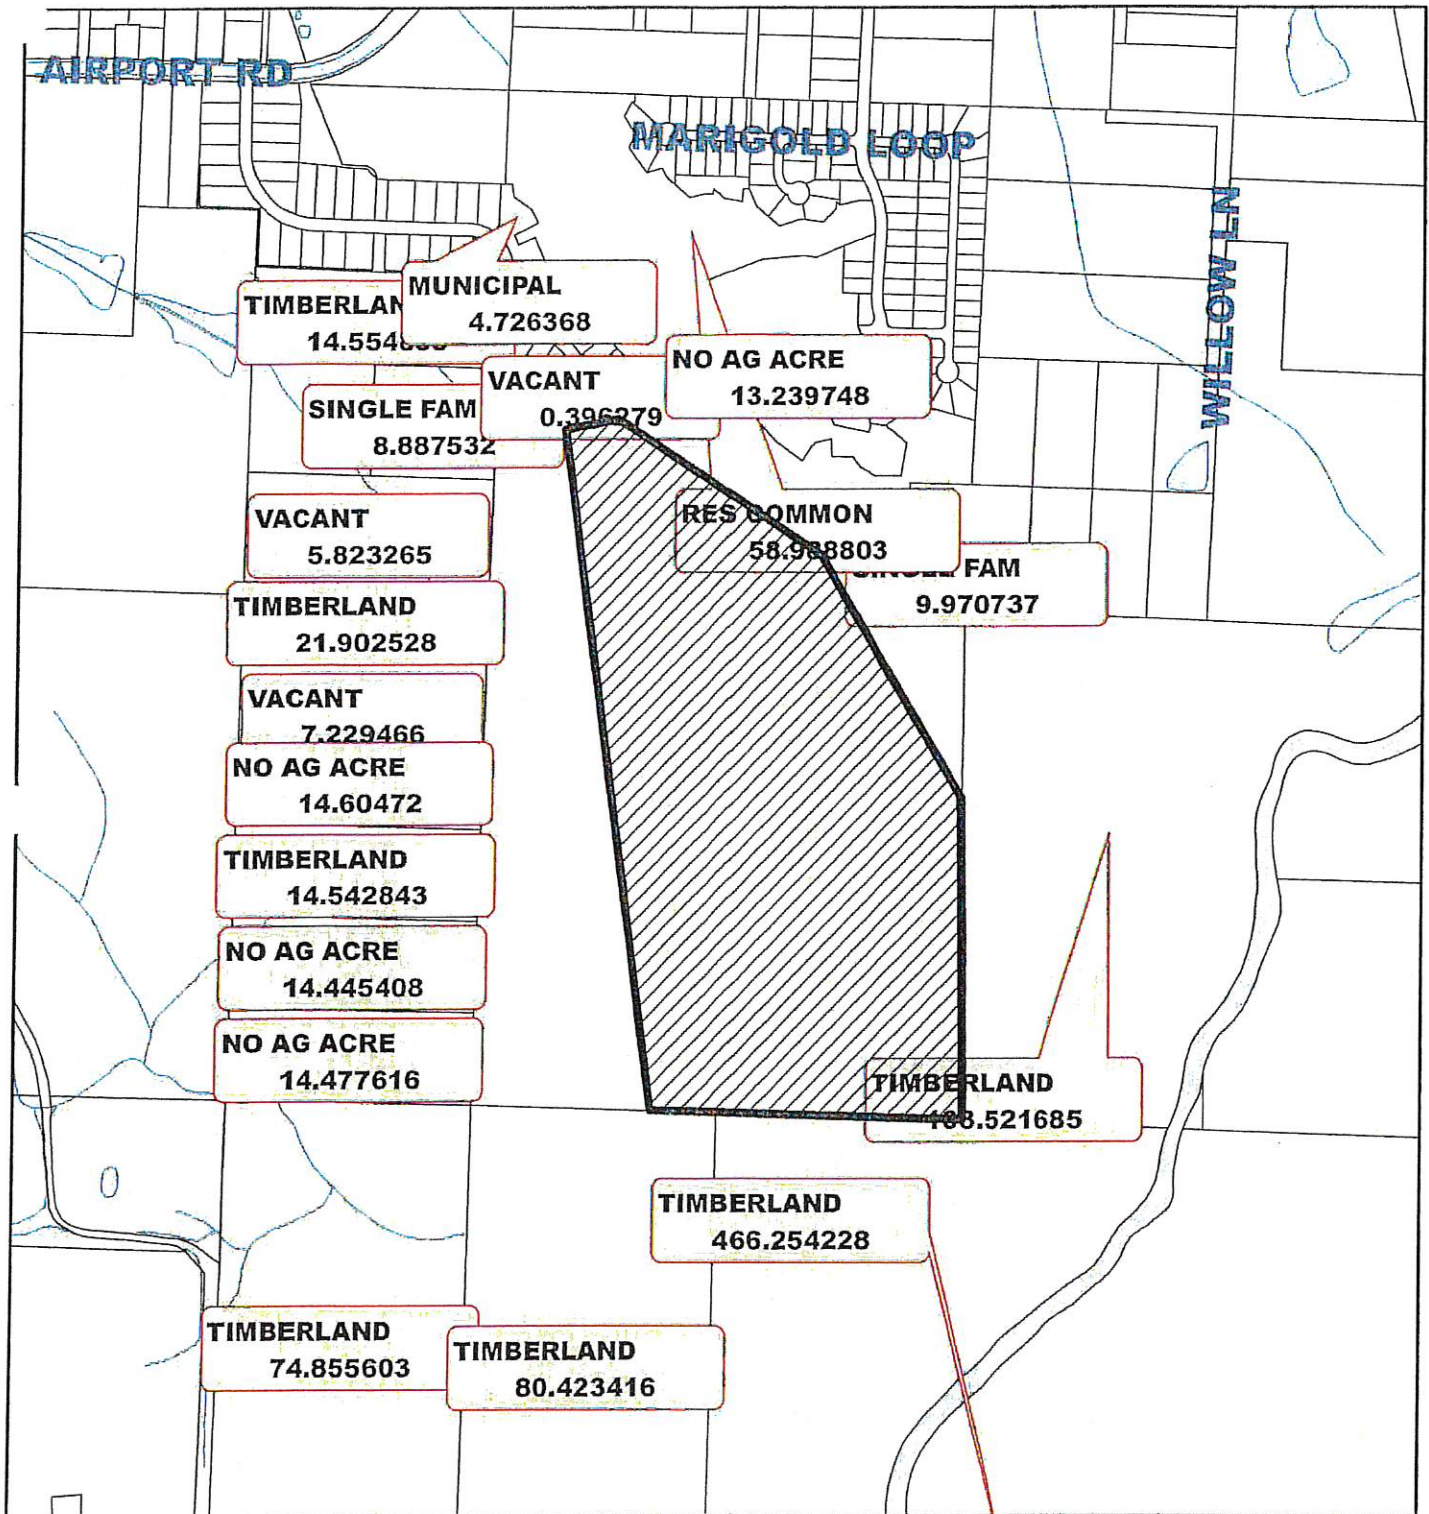 AIRPORT RD
MARIGOLD LOOP
WILLOW LN
MUNICIPAL
4.726368
VACANT
0.396279
NO AG ACRE
13.239748
SINGLE FAM
8.887532
RES COMMON
FAM
9.970737
VACANT
5.823265
TIMBERLAND
21.902528
VACANT
7.229466
NO AG ACRE
14.60472
TIMBERLAND
14.542843
NO AG ACRE
14.445408
NO AG ACRE
14.477616
TIMBERLAND
TIMBERLAND
466.254228
TIMBERLAND
74.855603
TIMBERLAND
80.423416